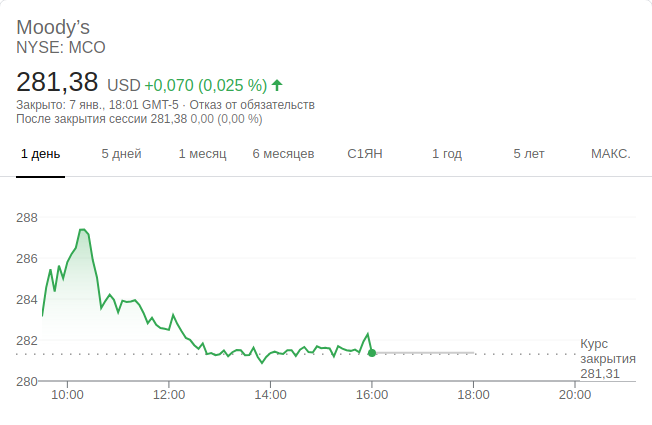 Moody’s
NYSE: MCO
281,38 USD +0,070 (0,025 %)
Закрыто: 7 янв., 18:01 GMT-5 · Отказ от обязательств
После закрытия сессии 281,38 0,00 (0,00 %)
1 день 5 дней 1 месяц 6 месяцев С1ЯН 1 год 5 лет МАКС.
288
286
284
282
Курс
закрытия
281,31
280
10:00 12:00 14:00 16:00 18:00 20:00